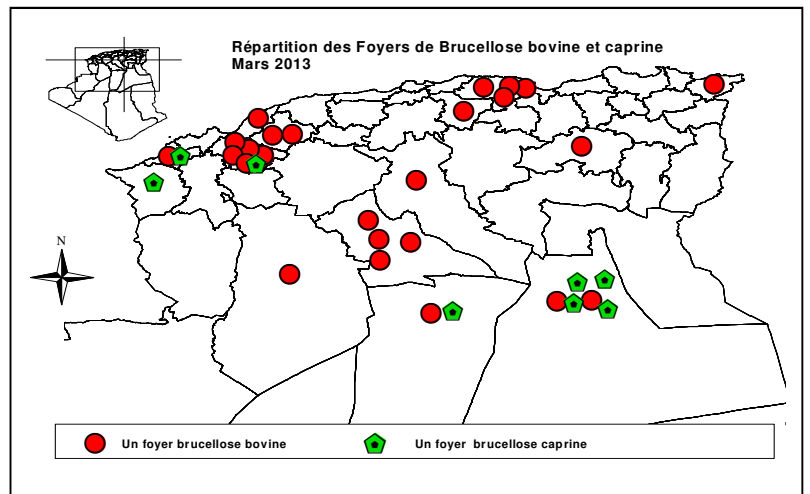 Répartition des Foyers de Brucellose bovine et caprine
Mars 2013
N
Un foyer brucellose bovine
Un foyer brucellose caprine